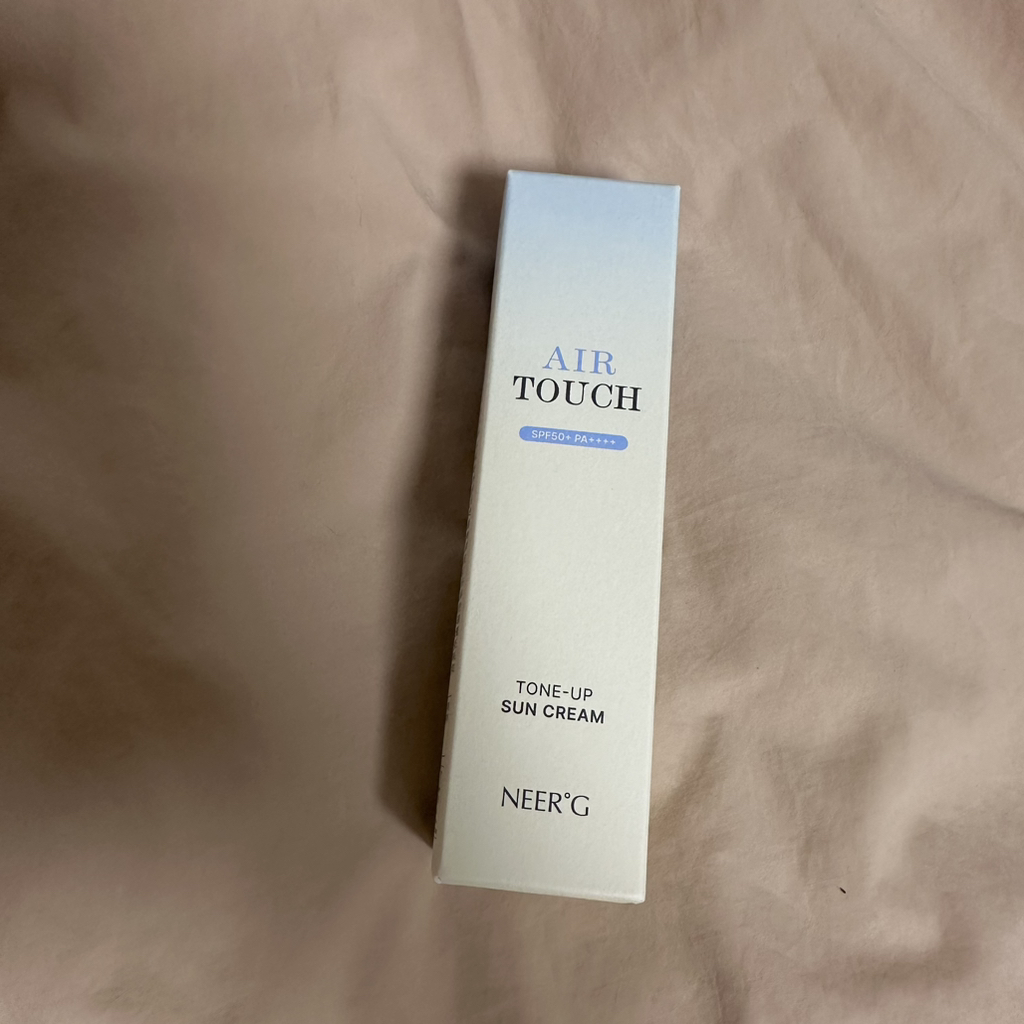 AIR
TOUCH
SPF50+ PA++++
TONE-UP
SUN CREAM
NEER°G